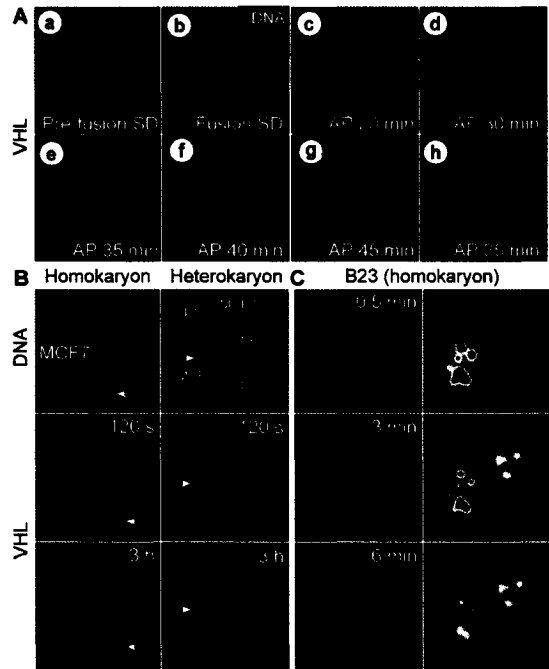 A
a
b
DNA
c
d
Pre fusion SD
Fusion SD
VHL
e
f
g
h
AP 35 min
AP 40 min
AP 45 min
B
Homokaryon
Heterokaryon
C
B23 (homokaryon)
DNA
MCF7
0.5 min
120 s
120 s
3 min
VHL
3 h
3 h
6 min